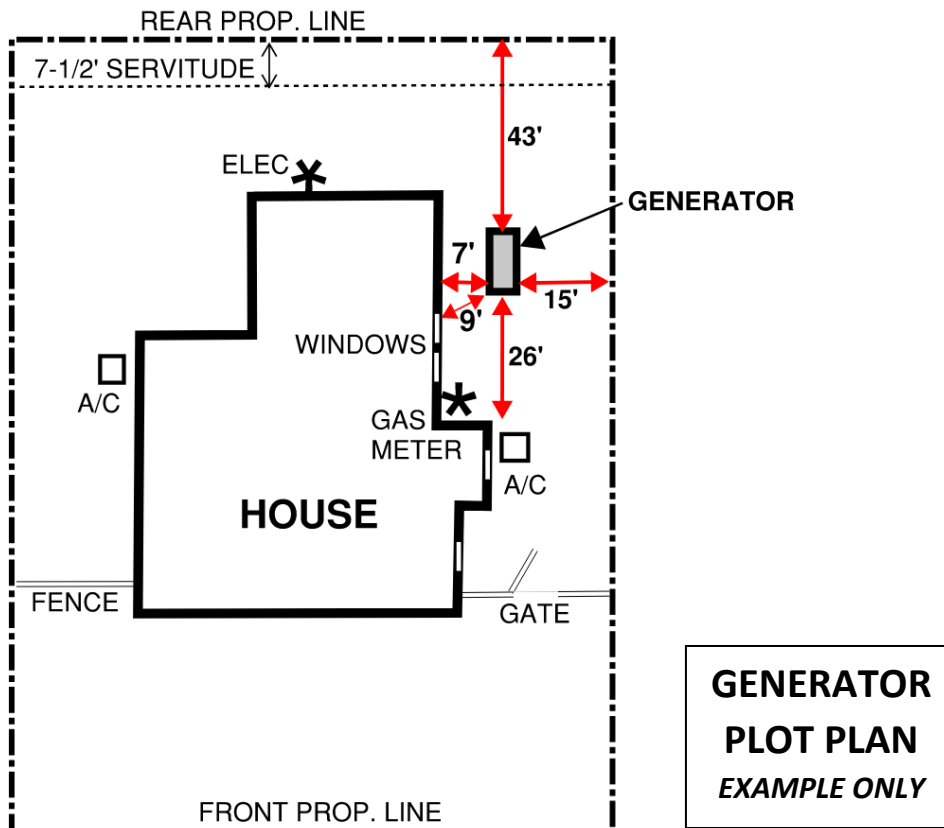 REAR PROP. LINE
7-1/2' SERVITUDE
43'
ELEC
GENERATOR
7'
15'
9'
WINDOWS
26'
A/C
GAS
METER
A/C
HOUSE
FENCE
GATE
GENERATOR
PLOT PLAN
EXAMPLE ONLY
FRONT PROP. LINE